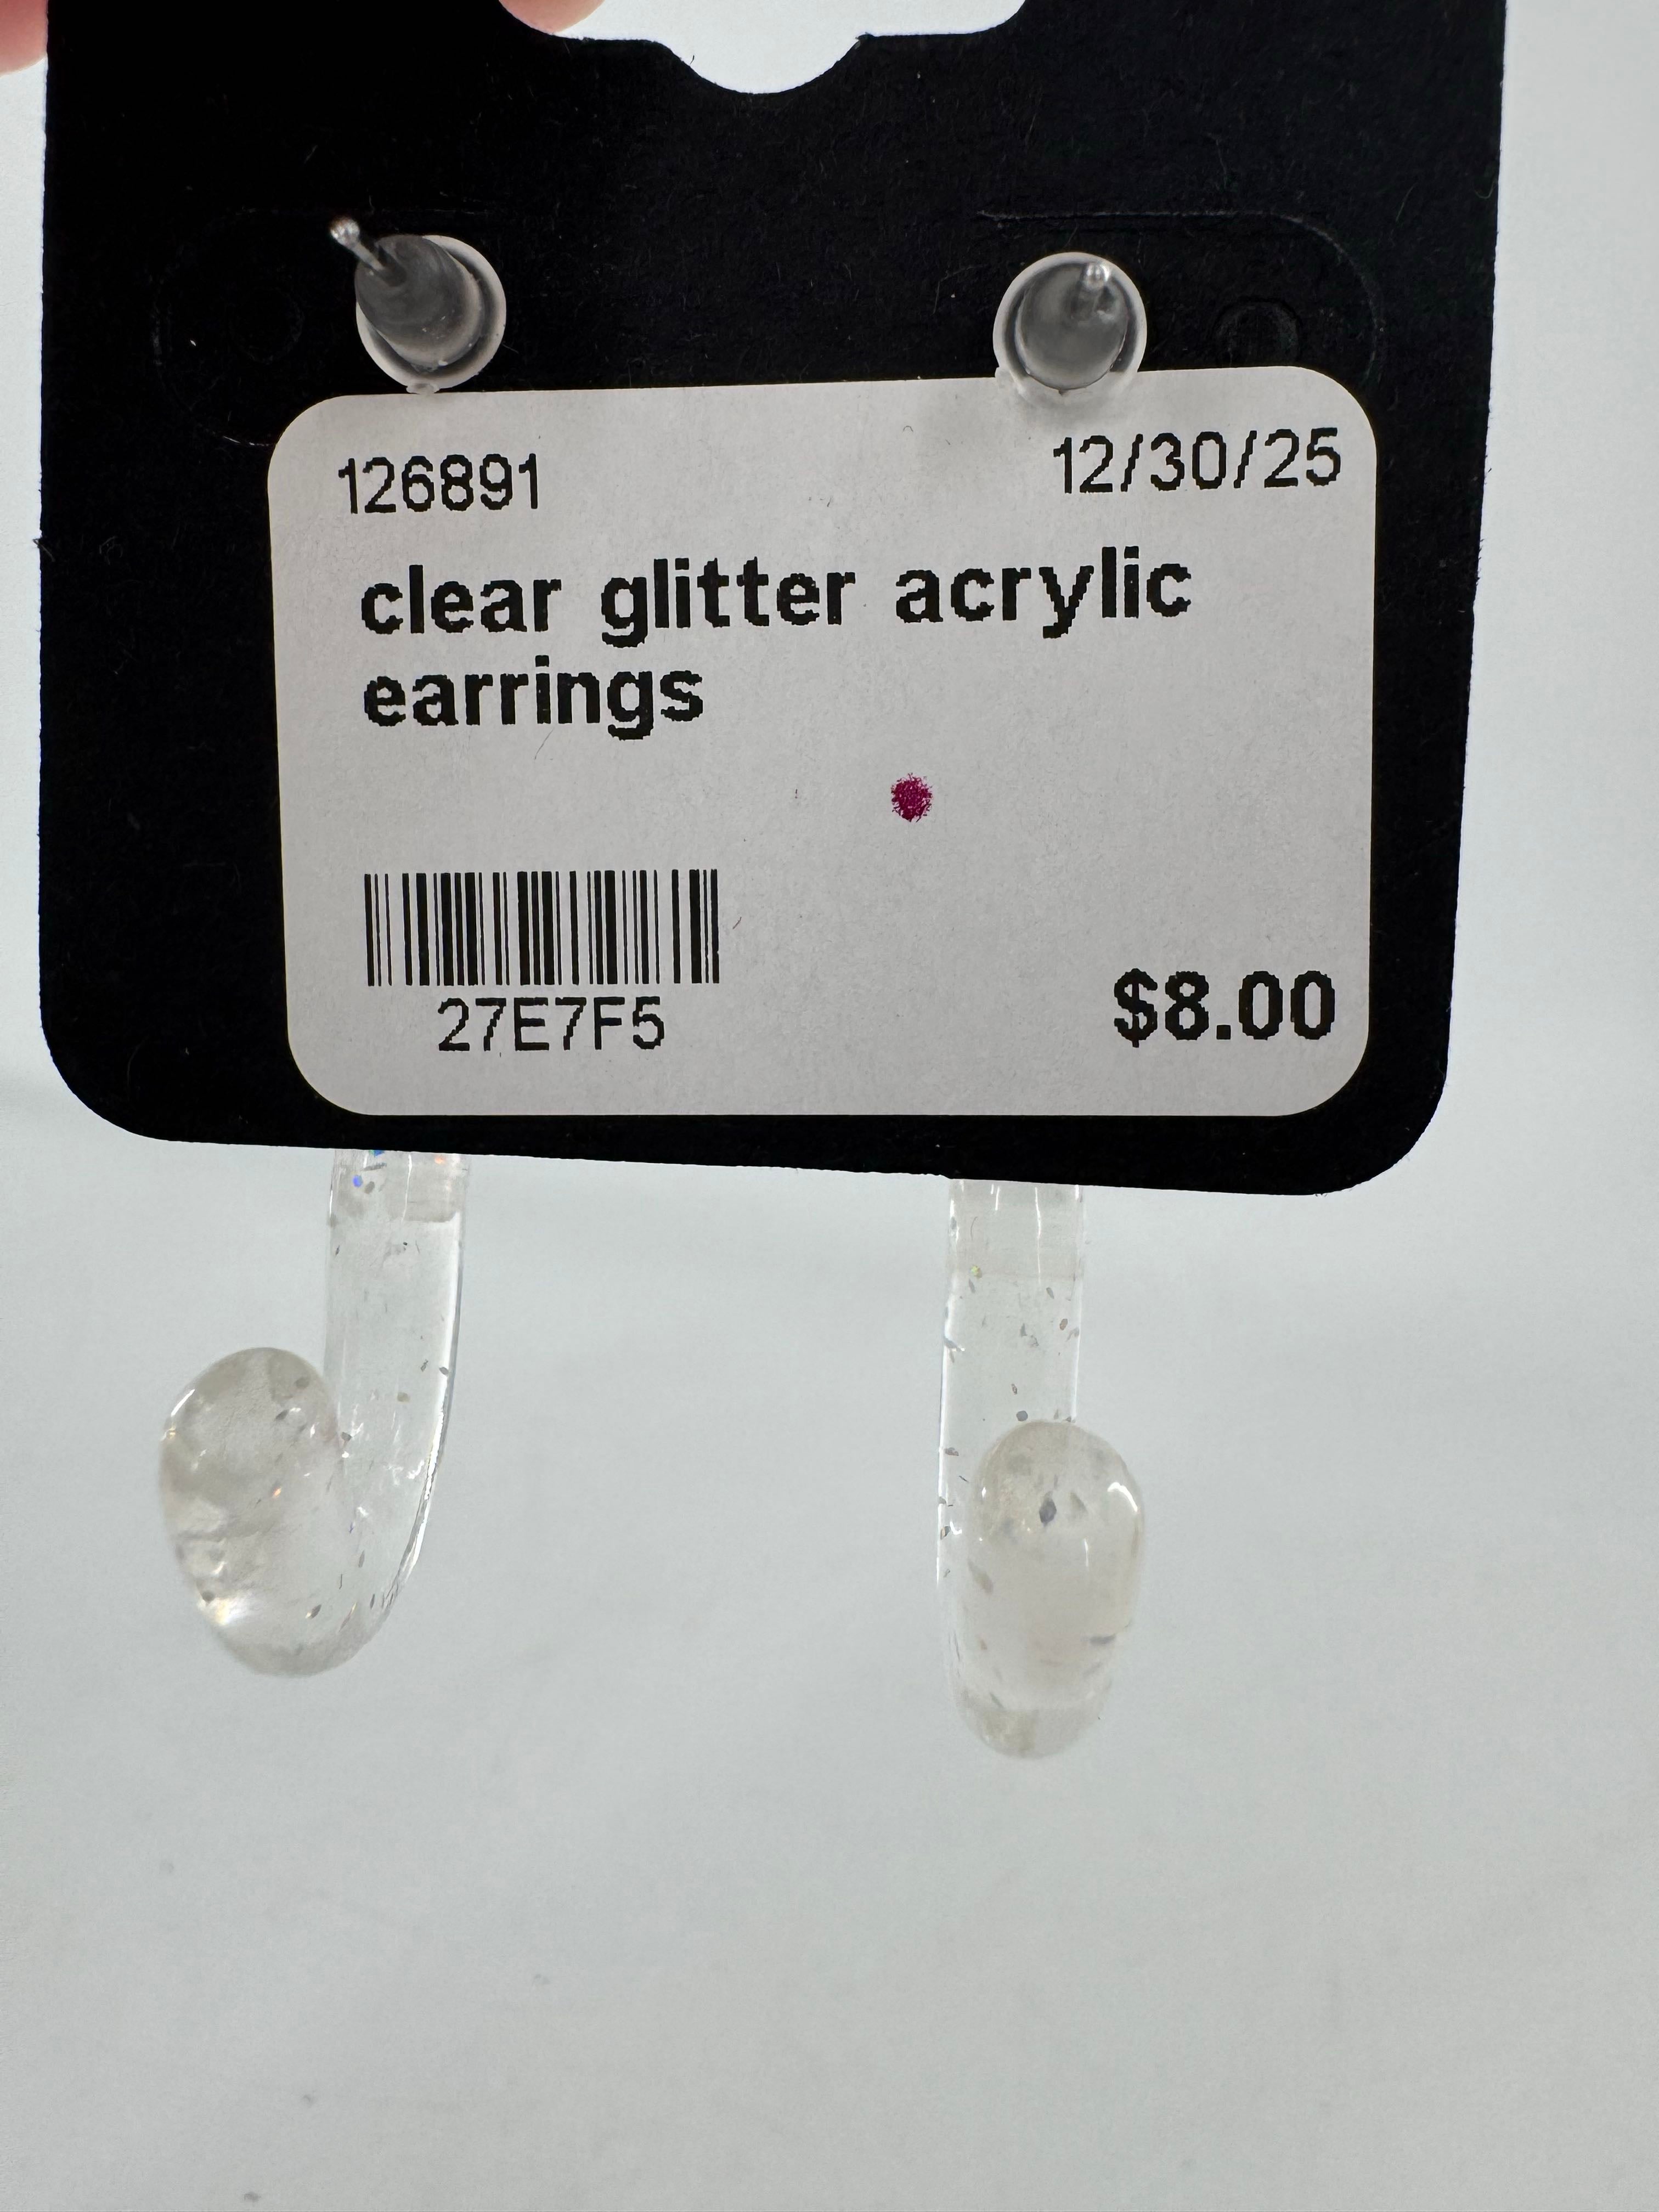 126891 12/30/25
clear glitter acrylic
earrings
27E7F5
$8.00